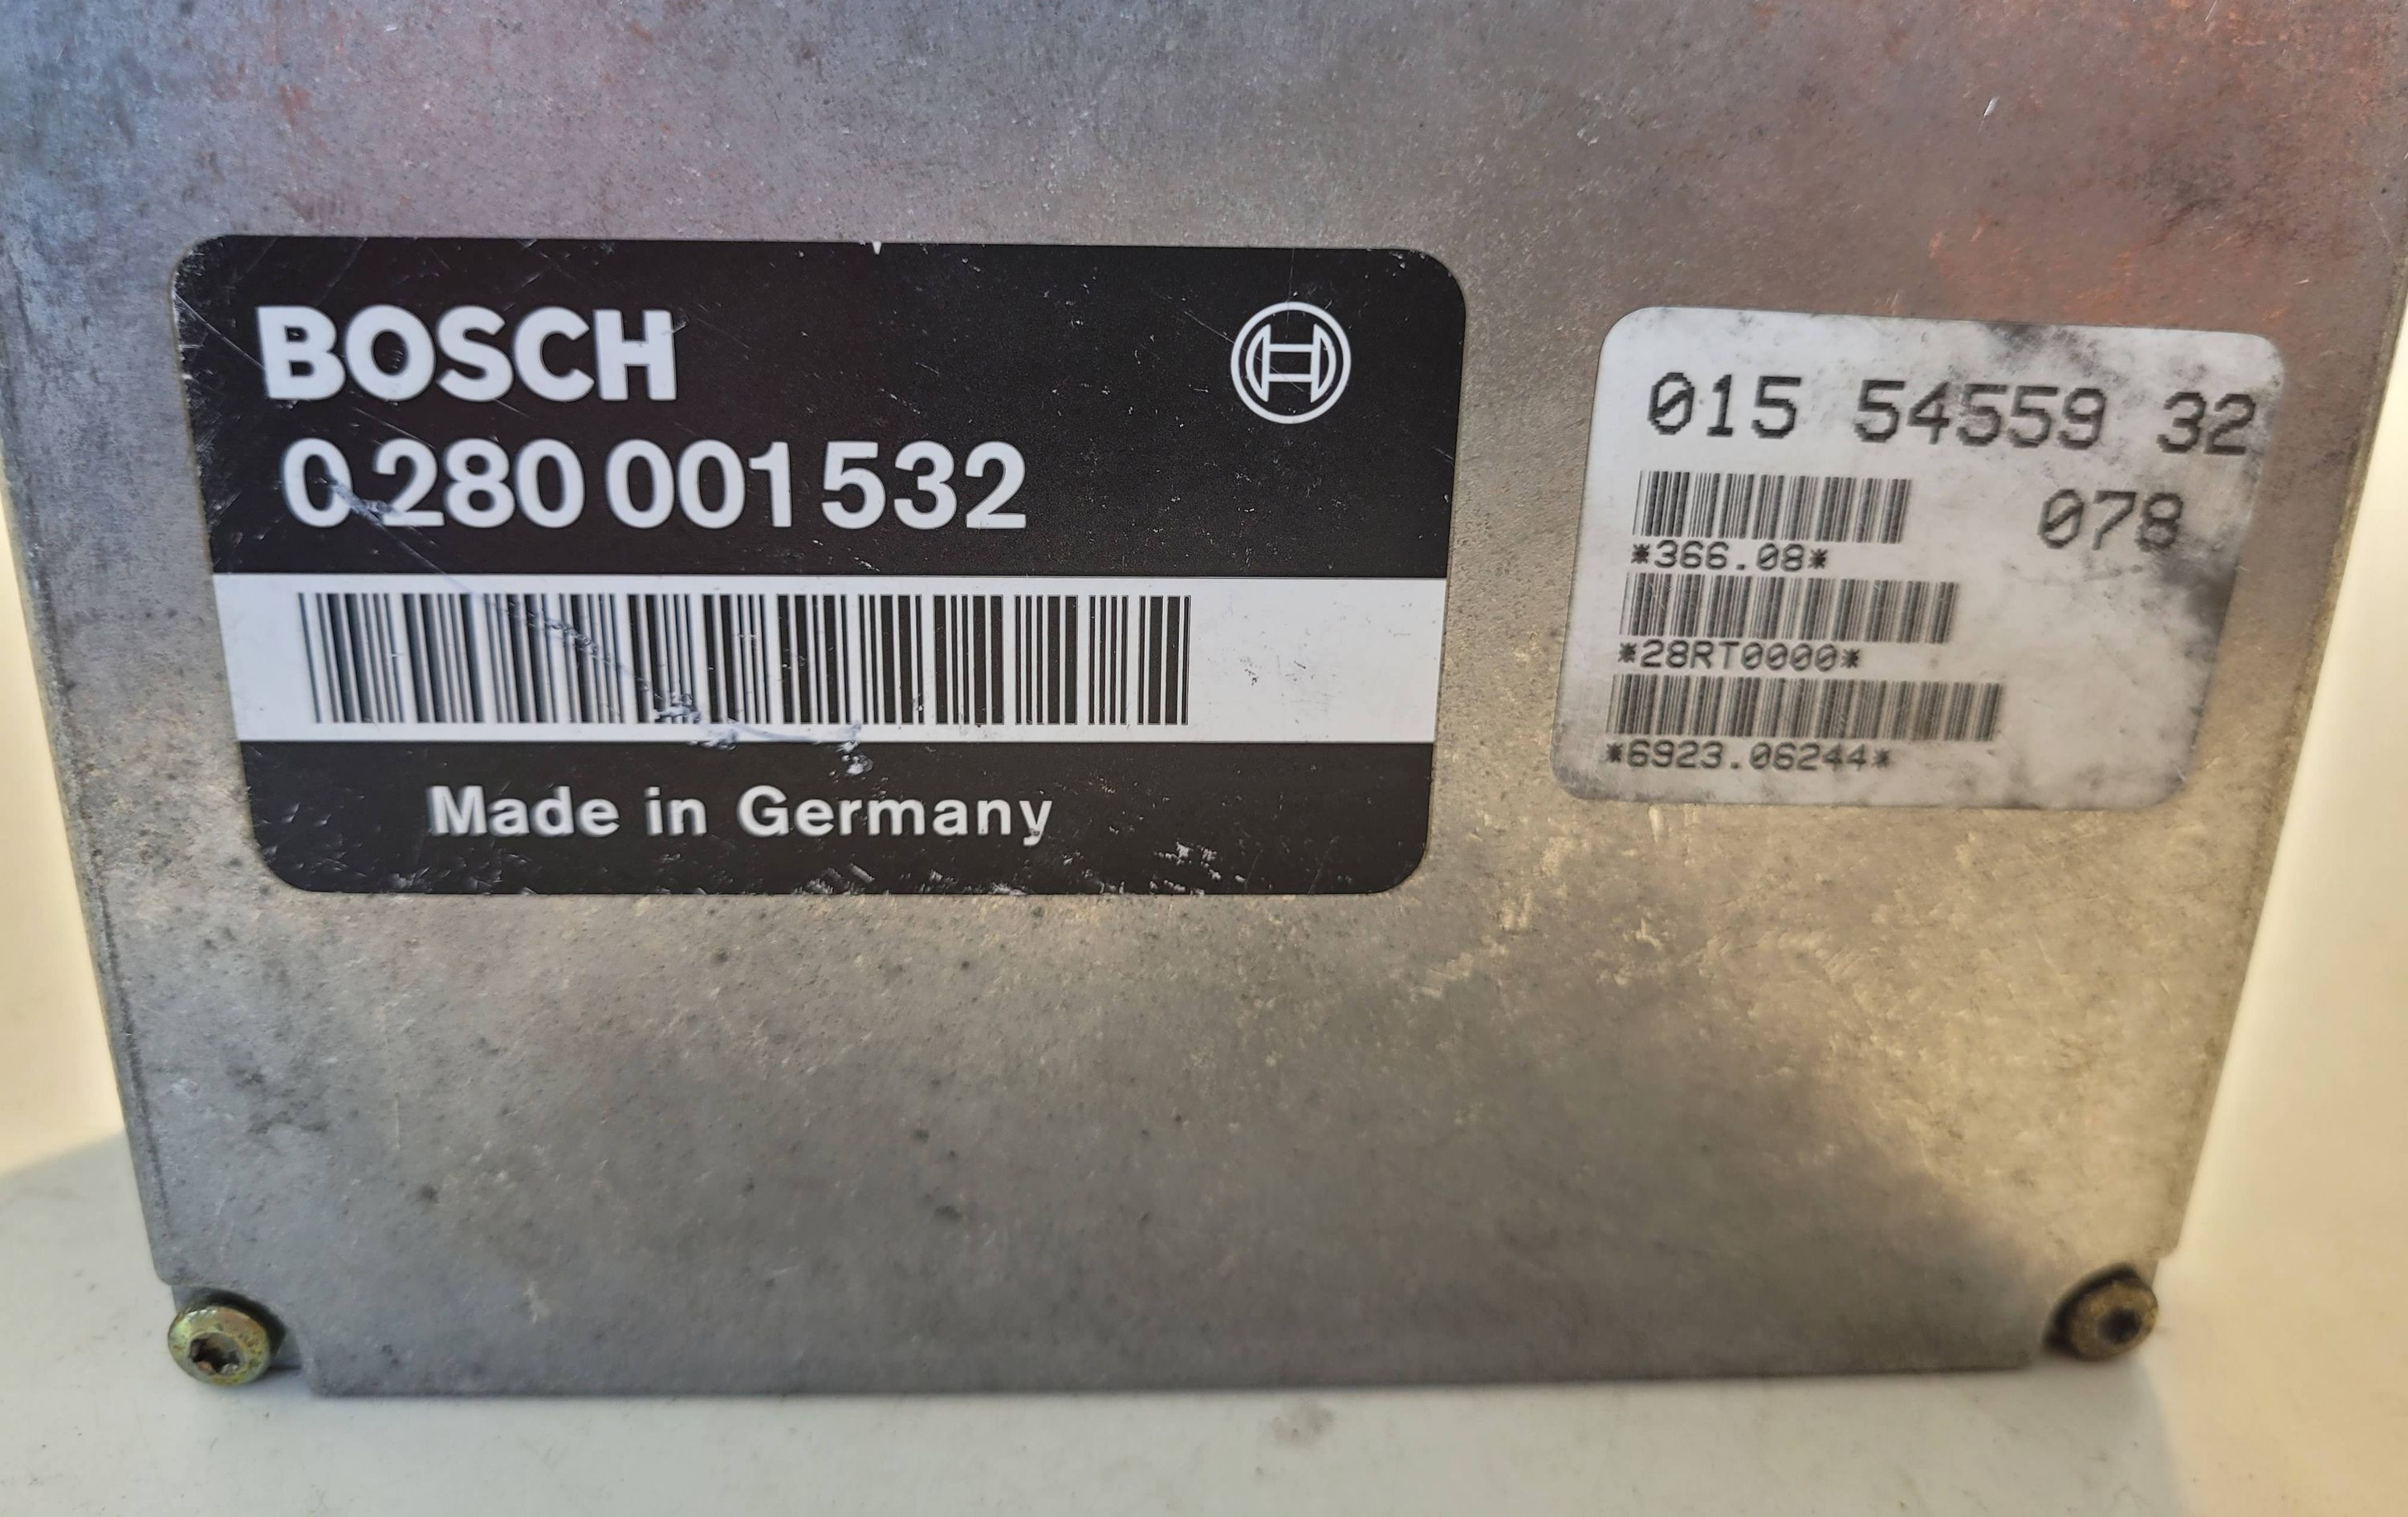 BOSCH
0 280 001 532
Made in Germany
015 54559 32
078
*366.08*
*28RT0000*
*6923.06244*